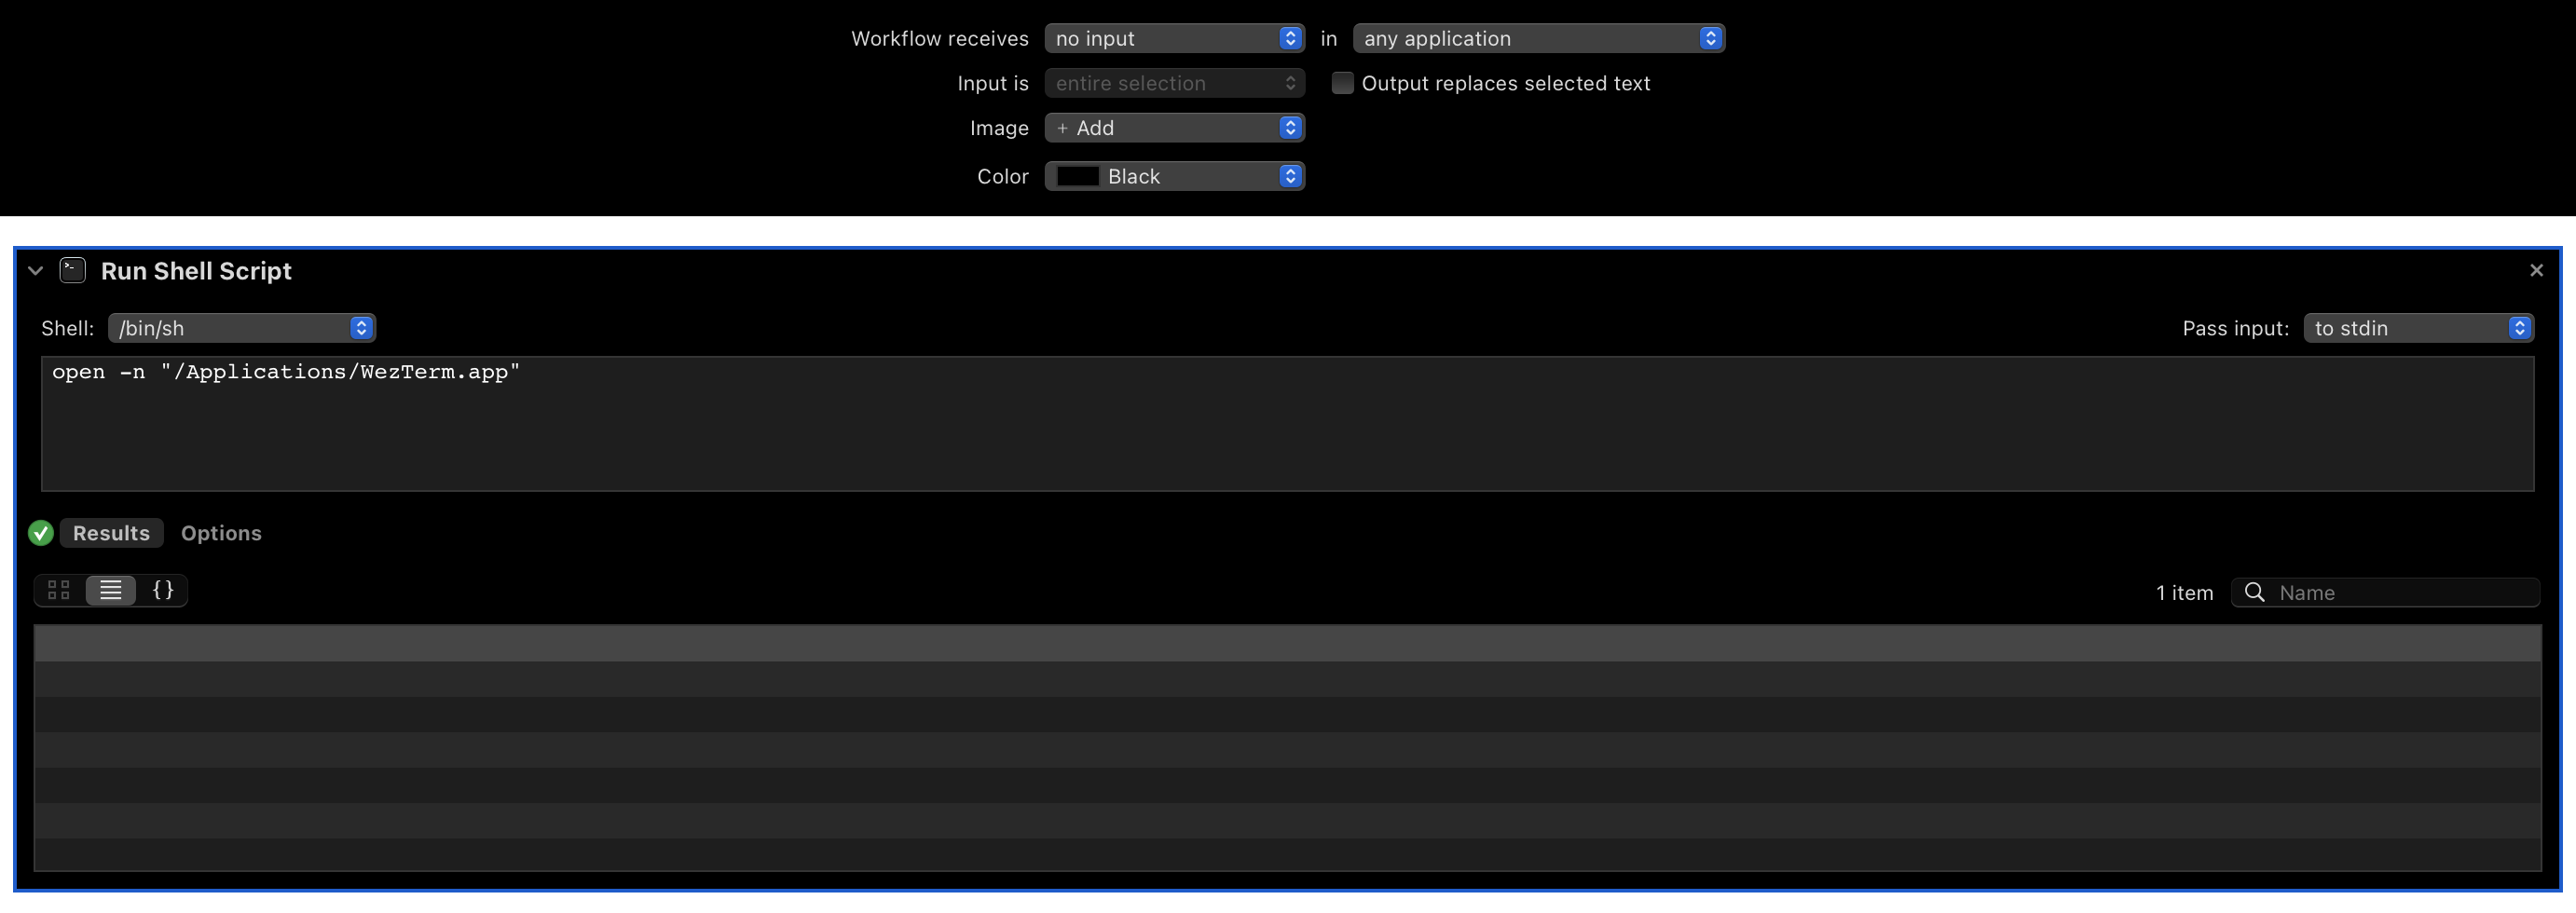 Workflow receives no input in any application
Input is entire selection Output replaces selected text
Image + Add
Color Black
Run Shell Script
Shell: /bin/sh Pass input: to stdin
open -n "/Applications/WezTerm.app"
Results Options
{} 1 item Name